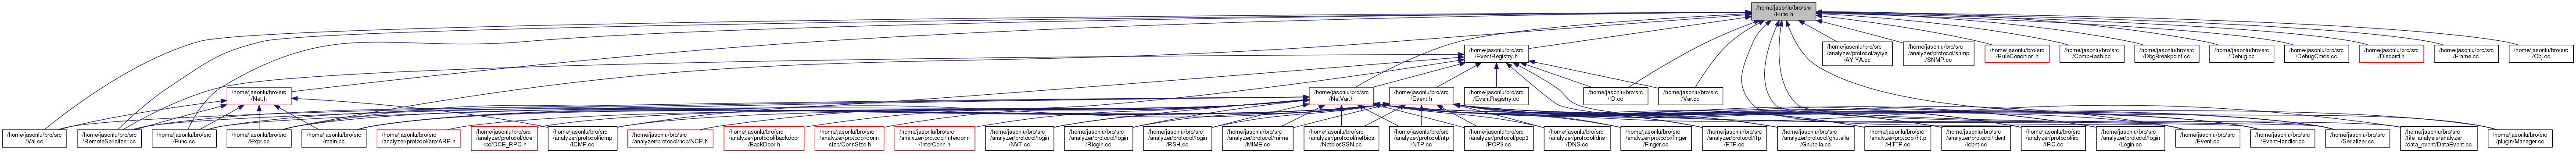 /home/jasonlu/bro/src
/Func.h
/home/jasonlu/bro/src
/EventRegistry.h
/home/jasonlu/bro/src
/analyzer/protocol/ayiya
/AYIYA.cc
/home/jasonlu/bro/src
/analyzer/protocol/snmp
/SNMP.cc
/home/jasonlu/bro/src
/RuleCondition.h
/home/jasonlu/bro/src
/CompHash.cc
/home/jasonlu/bro/src
/DbgBreakpoint.cc
/home/jasonlu/bro/src
/Debug.cc
/home/jasonlu/bro/src
/DebugCmds.cc
/home/jasonlu/bro/src
/Discard.h
/home/jasonlu/bro/src
/Frame.cc
/home/jasonlu/bro/src
/Obj.cc
/home/jasonlu/bro/src
/Net.h
/home/jasonlu/bro/src
/NetVar.h
/home/jasonlu/bro/src
/Event.h
/home/jasonlu/bro/src
/EventRegistry.cc
/home/jasonlu/bro/src
/ID.cc
/home/jasonlu/bro/src
/Var.cc
/home/jasonlu/bro/src
/Val.cc
/home/jasonlu/bro/src
/RemoteSerializer.cc
/home/jasonlu/bro/src
/Func.cc
/home/jasonlu/bro/src
/Expr.cc
/home/jasonlu/bro/src
/main.cc
/home/jasonlu/bro/src
/analyzer/protocol/arp/ARP.h
/home/jasonlu/bro/src
/analyzer/protocol/dce
-rpc/DCE_RPC.h
/home/jasonlu/bro/src
/analyzer/protocol/icmp
/ICMP.cc
/home/jasonlu/bro/src
/analyzer/protocol/ncp/NCP.h
/home/jasonlu/bro/src
/analyzer/protocol/backdoor
/BackDoor.h
/home/jasonlu/bro/src
/analyzer/protocol/conn
-size/ConnSize.h
/home/jasonlu/bro/src
/analyzer/protocol/interconn
/InterConn.h
/home/jasonlu/bro/src
/analyzer/protocol/login
/NVT.cc
/home/jasonlu/bro/src
/analyzer/protocol/login
/Rlogin.cc
/home/jasonlu/bro/src
/analyzer/protocol/login
/RSH.cc
/home/jasonlu/bro/src
/analyzer/protocol/mime
/MIME.cc
/home/jasonlu/bro/src
/analyzer/protocol/netbios
/NetbiosSSN.cc
/home/jasonlu/bro/src
/analyzer/protocol/ntp
/NTP.cc
/home/jasonlu/bro/src
/analyzer/protocol/pop3
/POP3.cc
/home/jasonlu/bro/src
/analyzer/protocol/dns
/DNS.cc
/home/jasonlu/bro/src
/analyzer/protocol/finger
/Finger.cc
/home/jasonlu/bro/src
/analyzer/protocol/ftp
/FTP.cc
/home/jasonlu/bro/src
/analyzer/protocol/gnutella
/Gnutella.cc
/home/jasonlu/bro/src
/analyzer/protocol/http
/HTTP.cc
/home/jasonlu/bro/src
/analyzer/protocol/ident
/Ident.cc
/home/jasonlu/bro/src
/analyzer/protocol/irc
/IRC.cc
/home/jasonlu/bro/src
/analyzer/protocol/login
/Login.cc
/home/jasonlu/bro/src
/Event.cc
/home/jasonlu/bro/src
/EventHandler.cc
/home/jasonlu/bro/src
/Serializer.cc
/home/jasonlu/bro/src
/file_analysis/analyzer
/data_event/DataEvent.cc
/home/jasonlu/bro/src
/plugin/Manager.cc